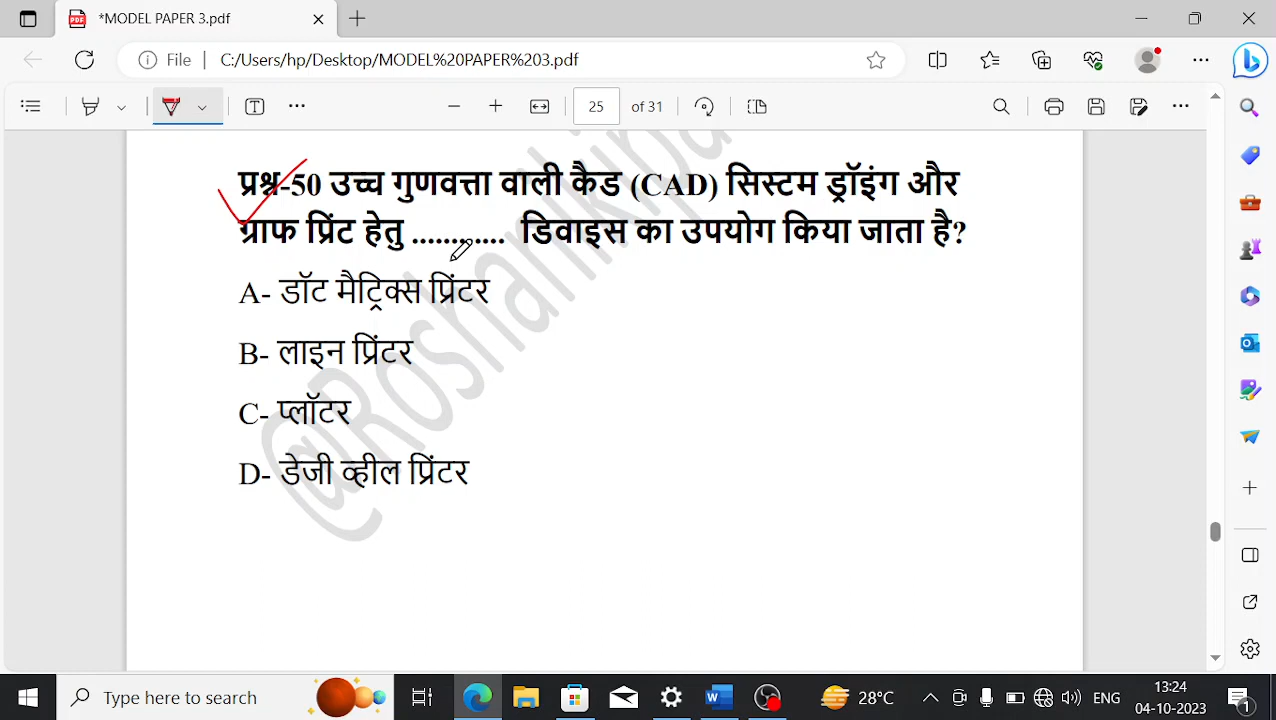 *MODEL PAPER 3.pdf
File
C:/Users/hp/Desktop/MODEL%20PAPER%203.pdf
25 of 31
प्रश्न-50 उच्च गुणवत्ता वाली कैड (CAD) सिस्टम ड्रॉइंग और
ग्राफ प्रिंट हेतु ............ डिवाइस का उपयोग किया जाता है?
A- डॉट मैट्रिक्स प्रिंटर
B- लाइन प्रिंटर
C- प्लॉटर
D- डेजी व्हील प्रिंटर
Type here to search
28°C
ENG
13:24
04-10-2023